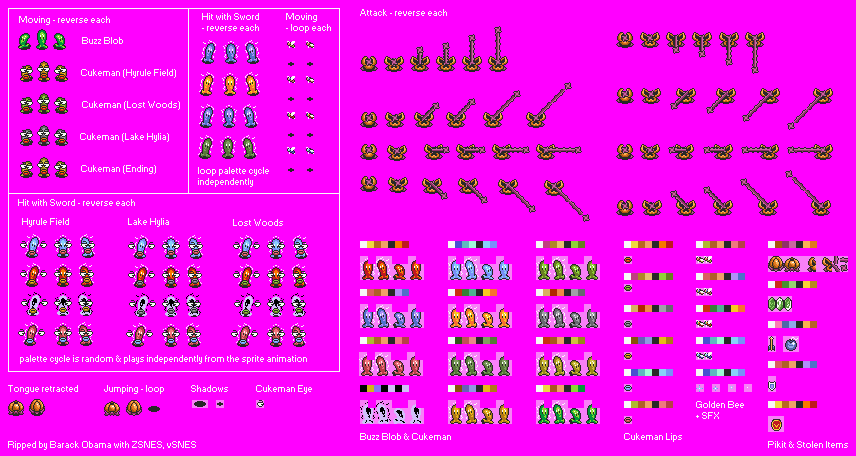 Moving - reverse each
Buzz Blob
Cukeman (Hyrule Field)
Cukeman (Lost Woods)
Cukeman (Lake Hylia)
Cukeman (Ending)
Hit with Sword
- reverse each
loop palette cycle
independently
Moving
- loop each
Hit with Sword - reverse each
Hyrule Field
Lake Hylia
Lost Woods
palette cycle is random & plays independently from the sprite animation
Tongue retracted
Jumping - loop
Shadows
Cukeman Eye
Ripped by Barack Obama with ZSNES, vSNES
Attack - reverse each
Buzz Blob & Cukeman
Cukeman Lips
Golden Bee
+ SFX
Pikit & Stolen Items